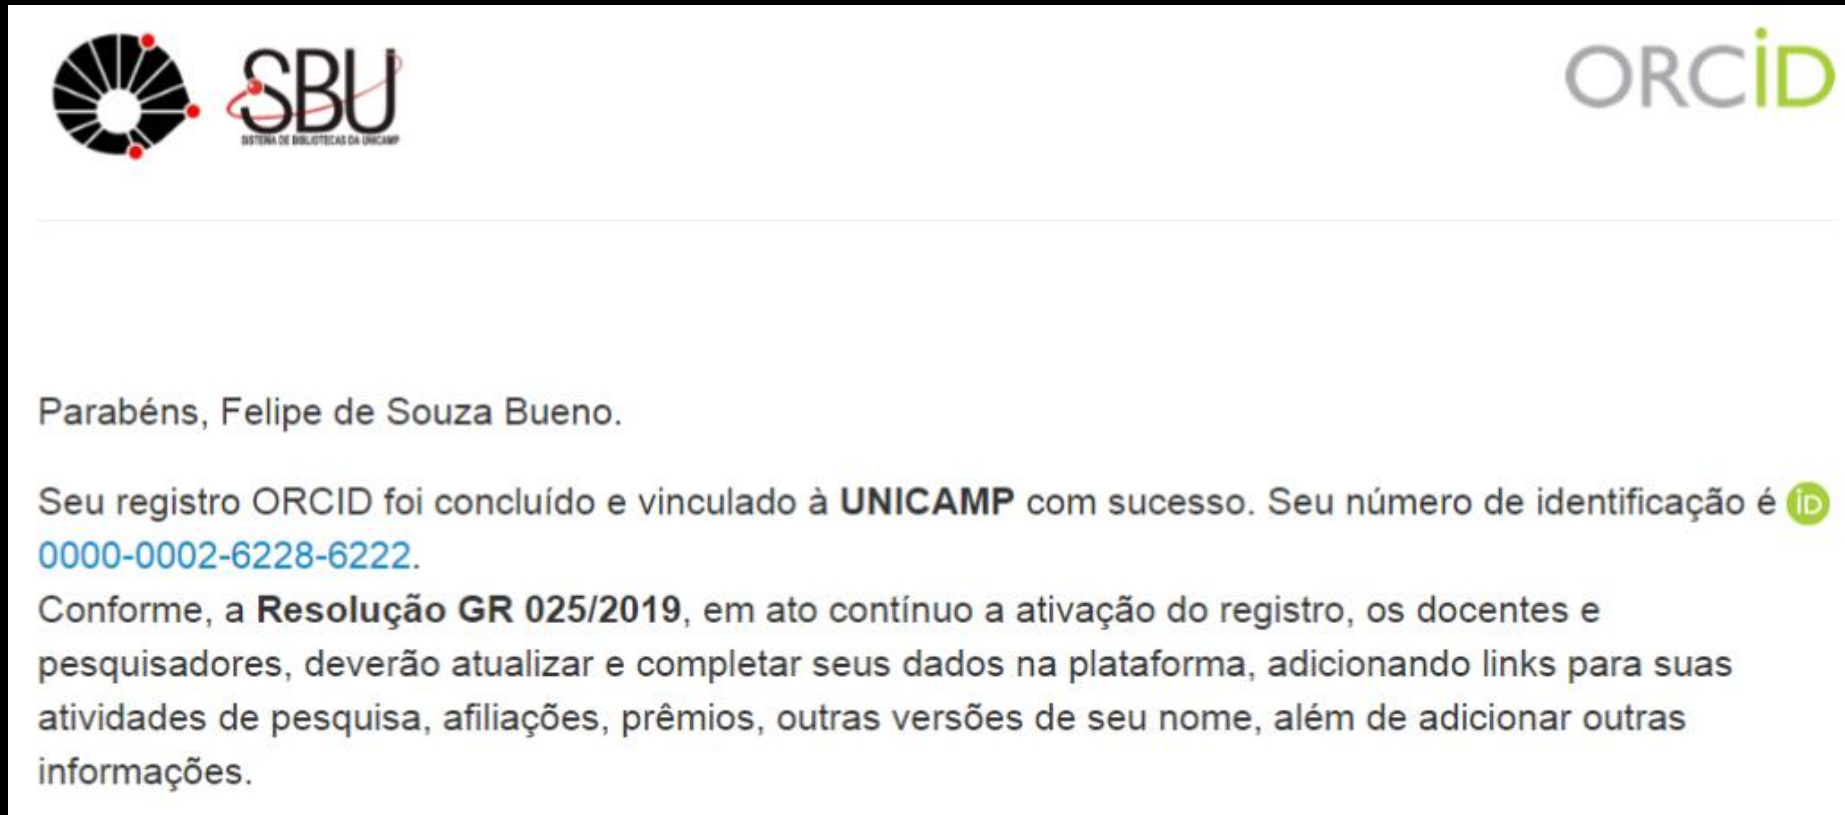 SBU
SISTEMA DE BIBLIOTECAS DA UNICAMP
ORCID
Parabéns, Felipe de Souza Bueno.
Seu registro ORCID foi concluído e vinculado à UNICAMP com sucesso. Seu número de identificação é iD
0000-0002-6228-6222.
Conforme, a Resolução GR 025/2019, em ato contínuo a ativação do registro, os docentes e
pesquisadores, deverão atualizar e completar seus dados na plataforma, adicionando links para suas
atividades de pesquisa, afiliações, prêmios, outras versões de seu nome, além de adicionar outras
informações.